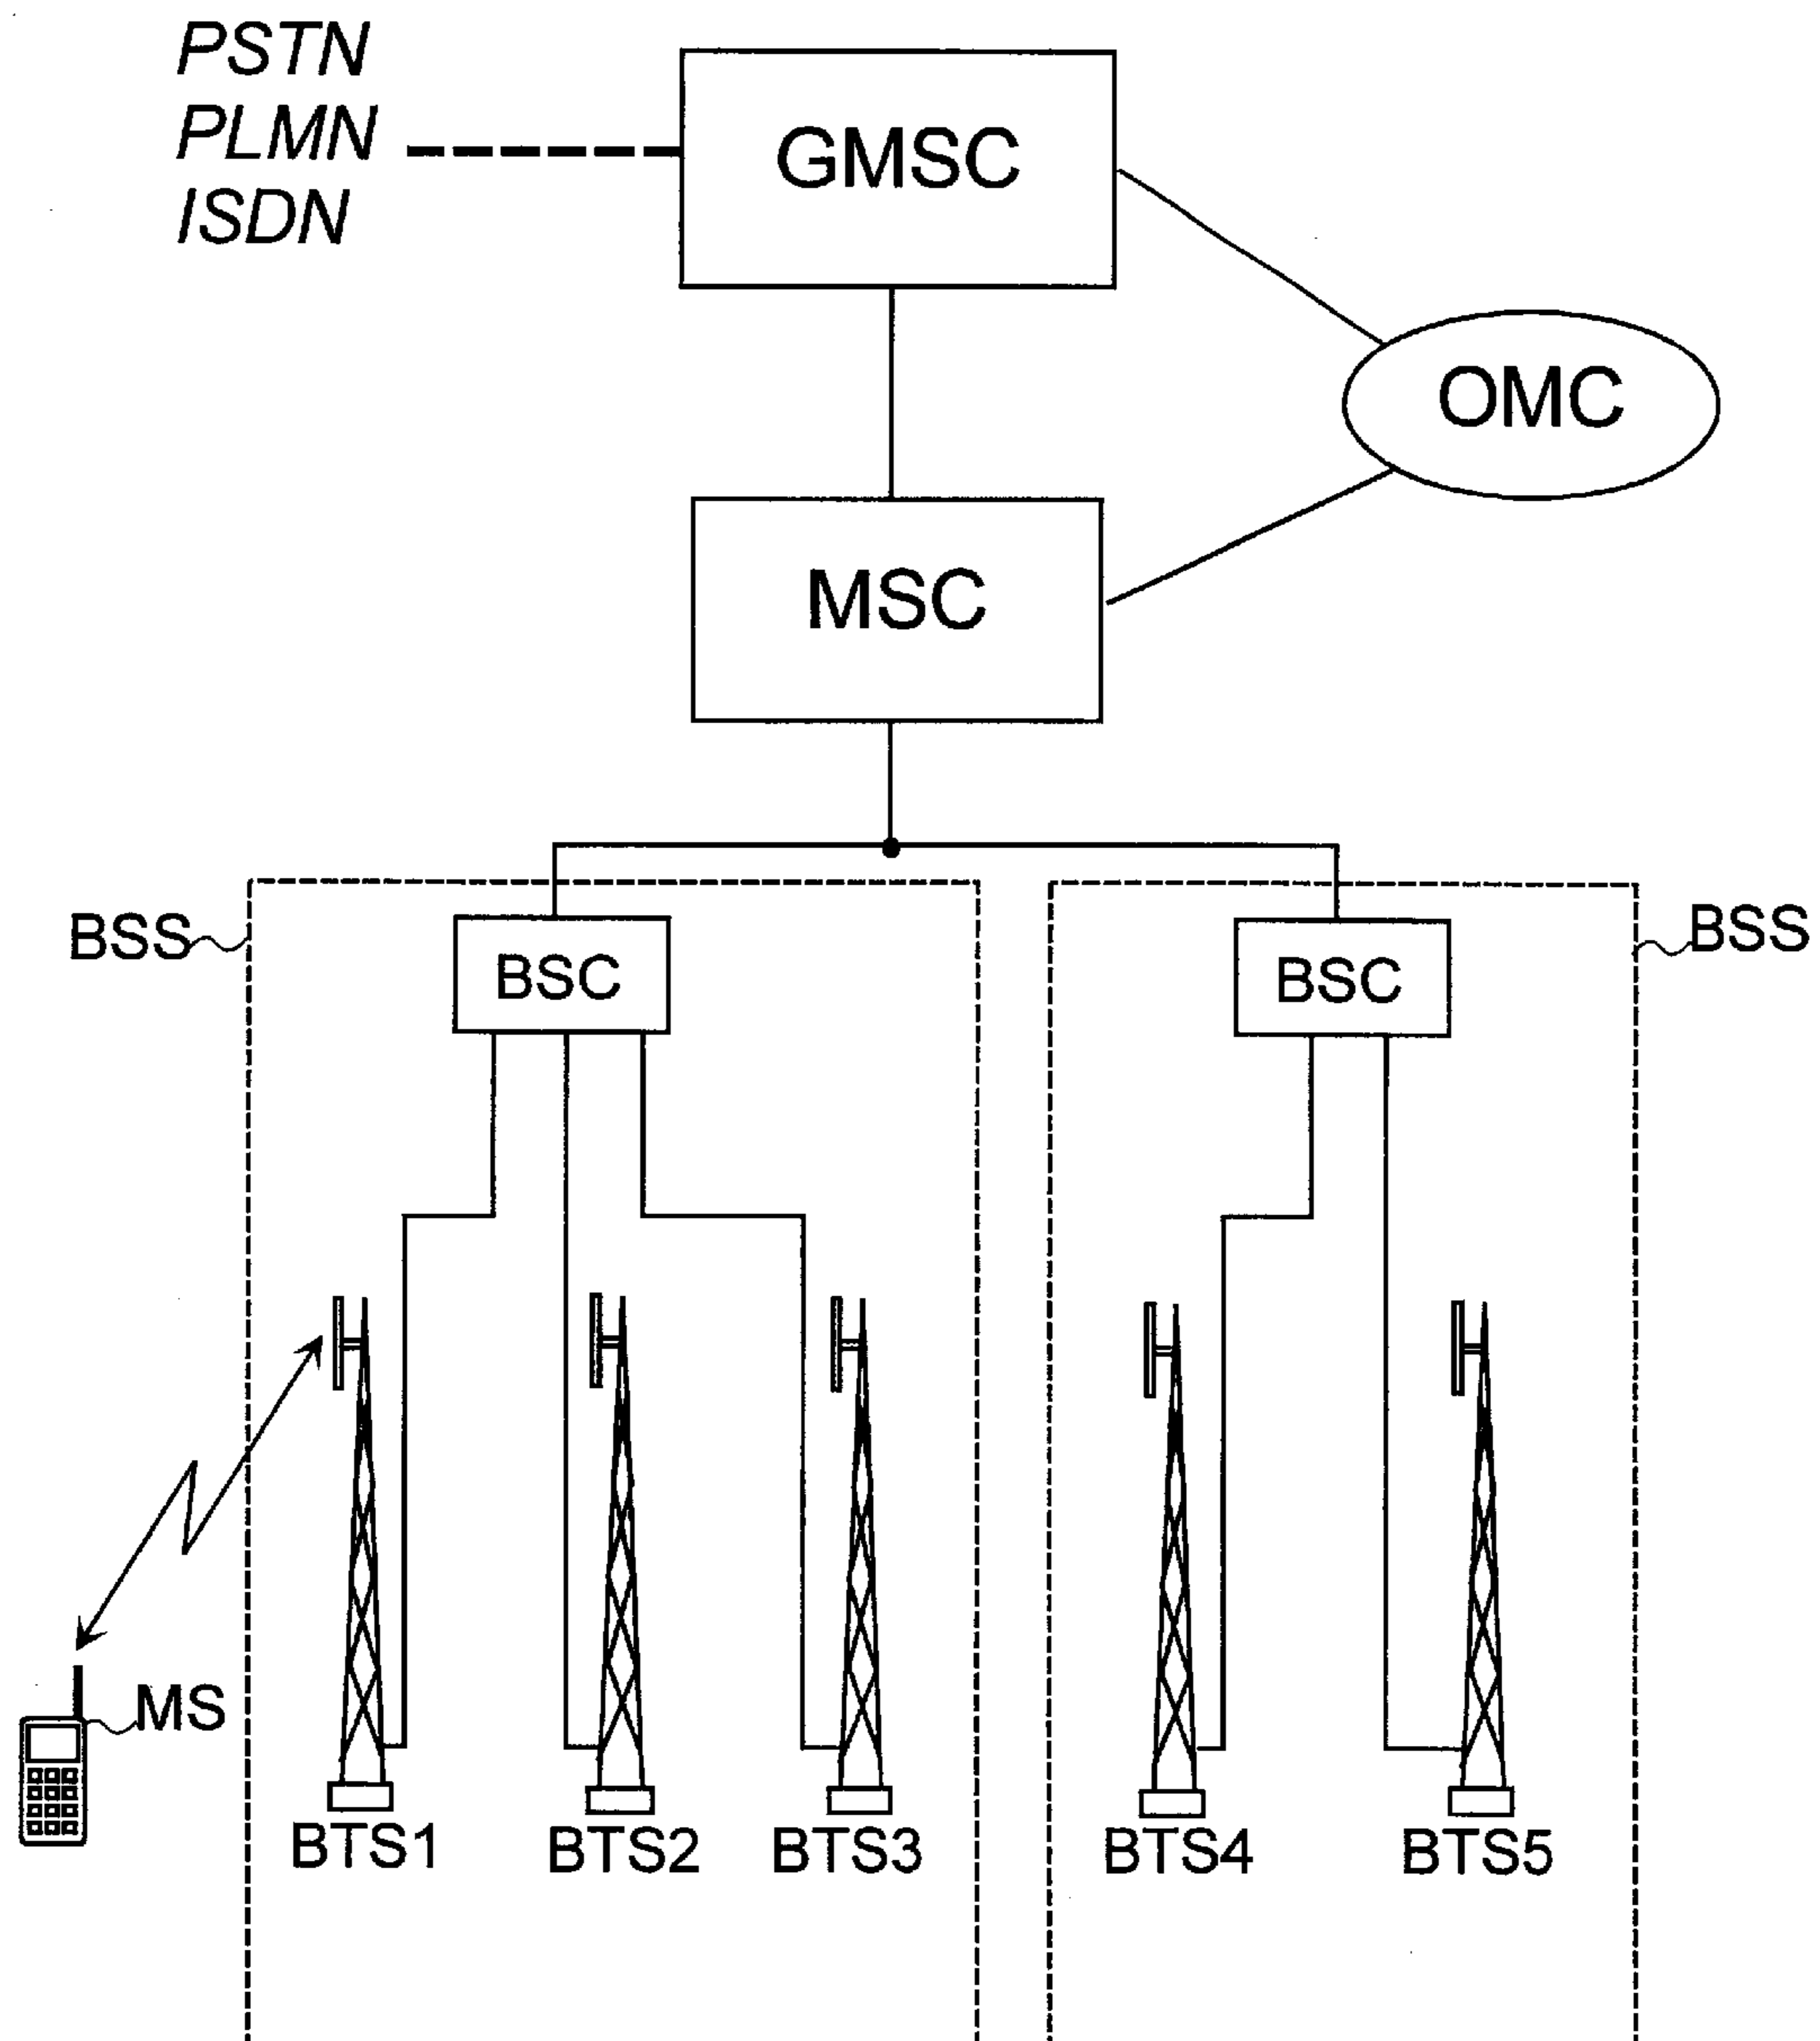 PSTN
PLMN
ISDN
GMSC
OMC
MSC
BSS
BSC
BSC
BSS
MS
BTS1
BTS2
BTS3
BTS4
BTS5